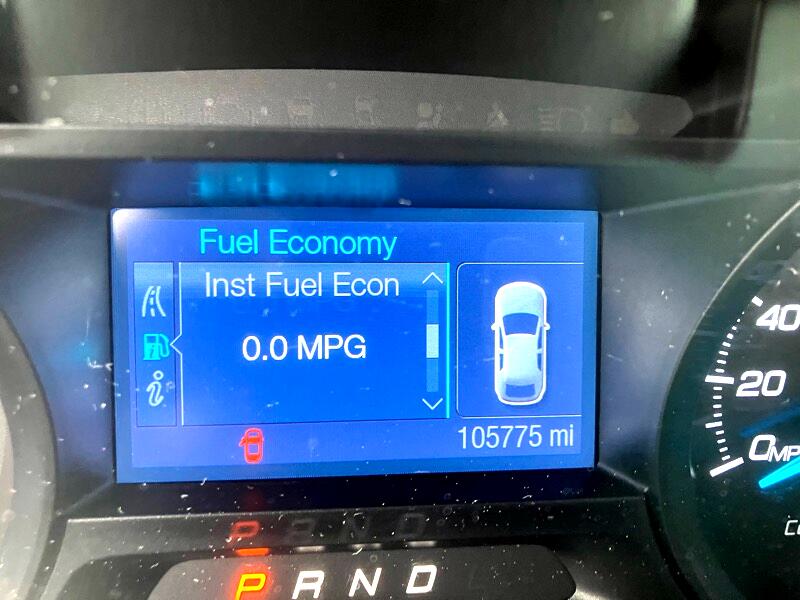 Fuel Economy
Inst Fuel Econ
0.0 MPG
105775 mi
40
20
0MP
P R N D
P R N D